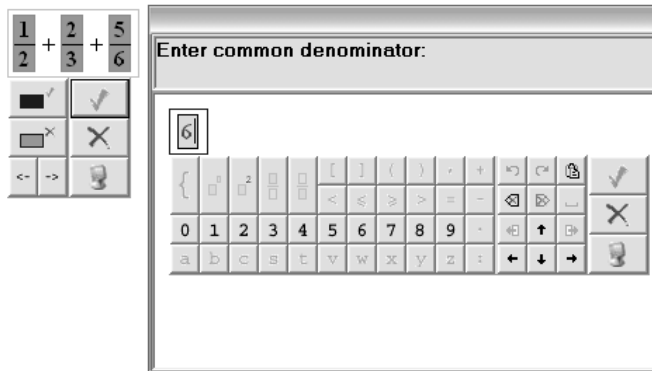 1/2 + 2/3 + 5/6
Enter common denominator:
6
[ ] ( ) , +
{ □² < ≤ ≥ > = -
0 1 2 3 4 5 6 7 8 9 .
a b c s t v w x y z :
<- ->